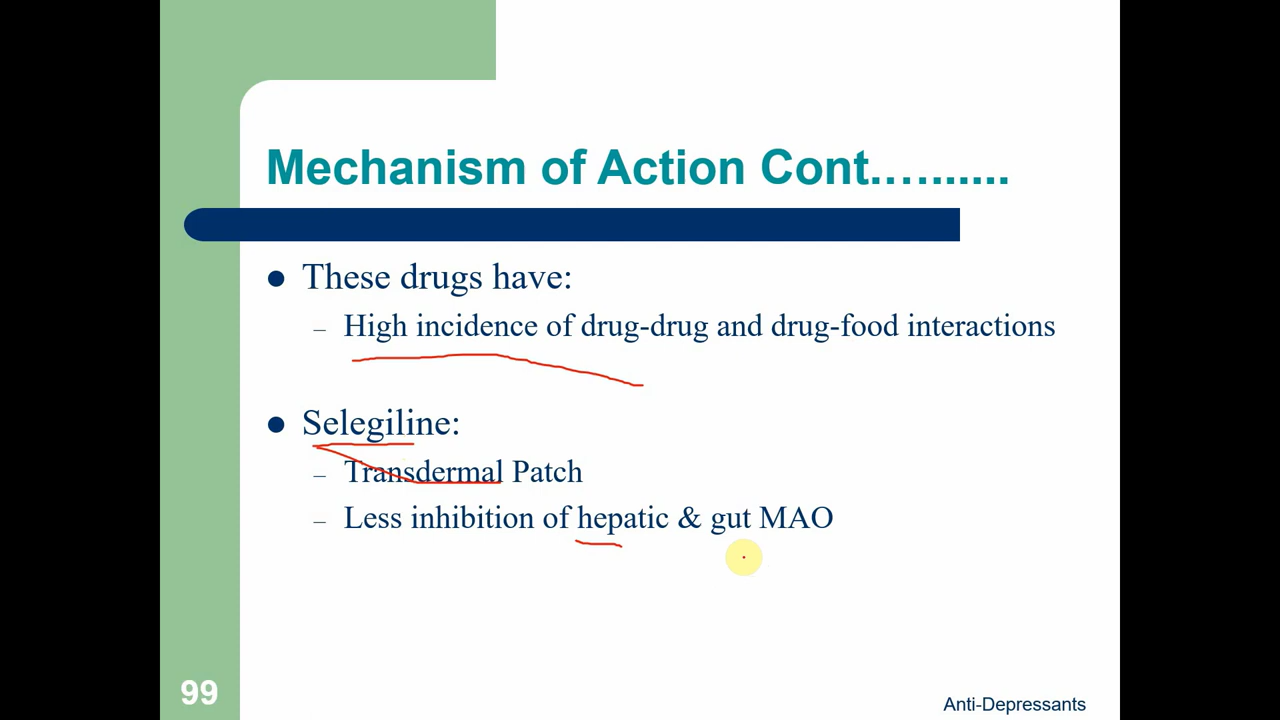 Mechanism of Action Cont.…......
● These drugs have:
– High incidence of drug-drug and drug-food interactions
● Selegiline:
– Transdermal Patch
– Less inhibition of hepatic & gut MAO
99
Anti-Depressants